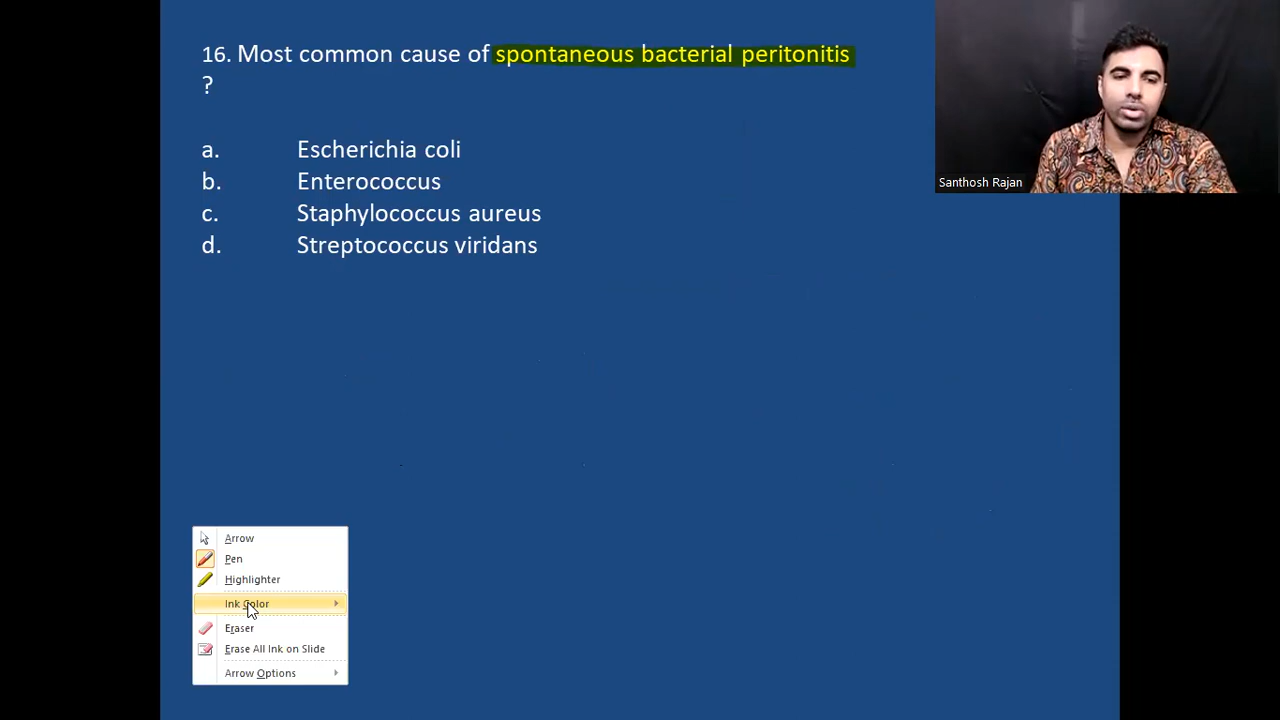 16. Most common cause of spontaneous bacterial peritonitis
?
a. Escherichia coli
b. Enterococcus
c. Staphylococcus aureus
d. Streptococcus viridans
Santhosh Rajan
Arrow
Pen
Highlighter
Ink Color
Eraser
Erase All Ink on Slide
Arrow Options